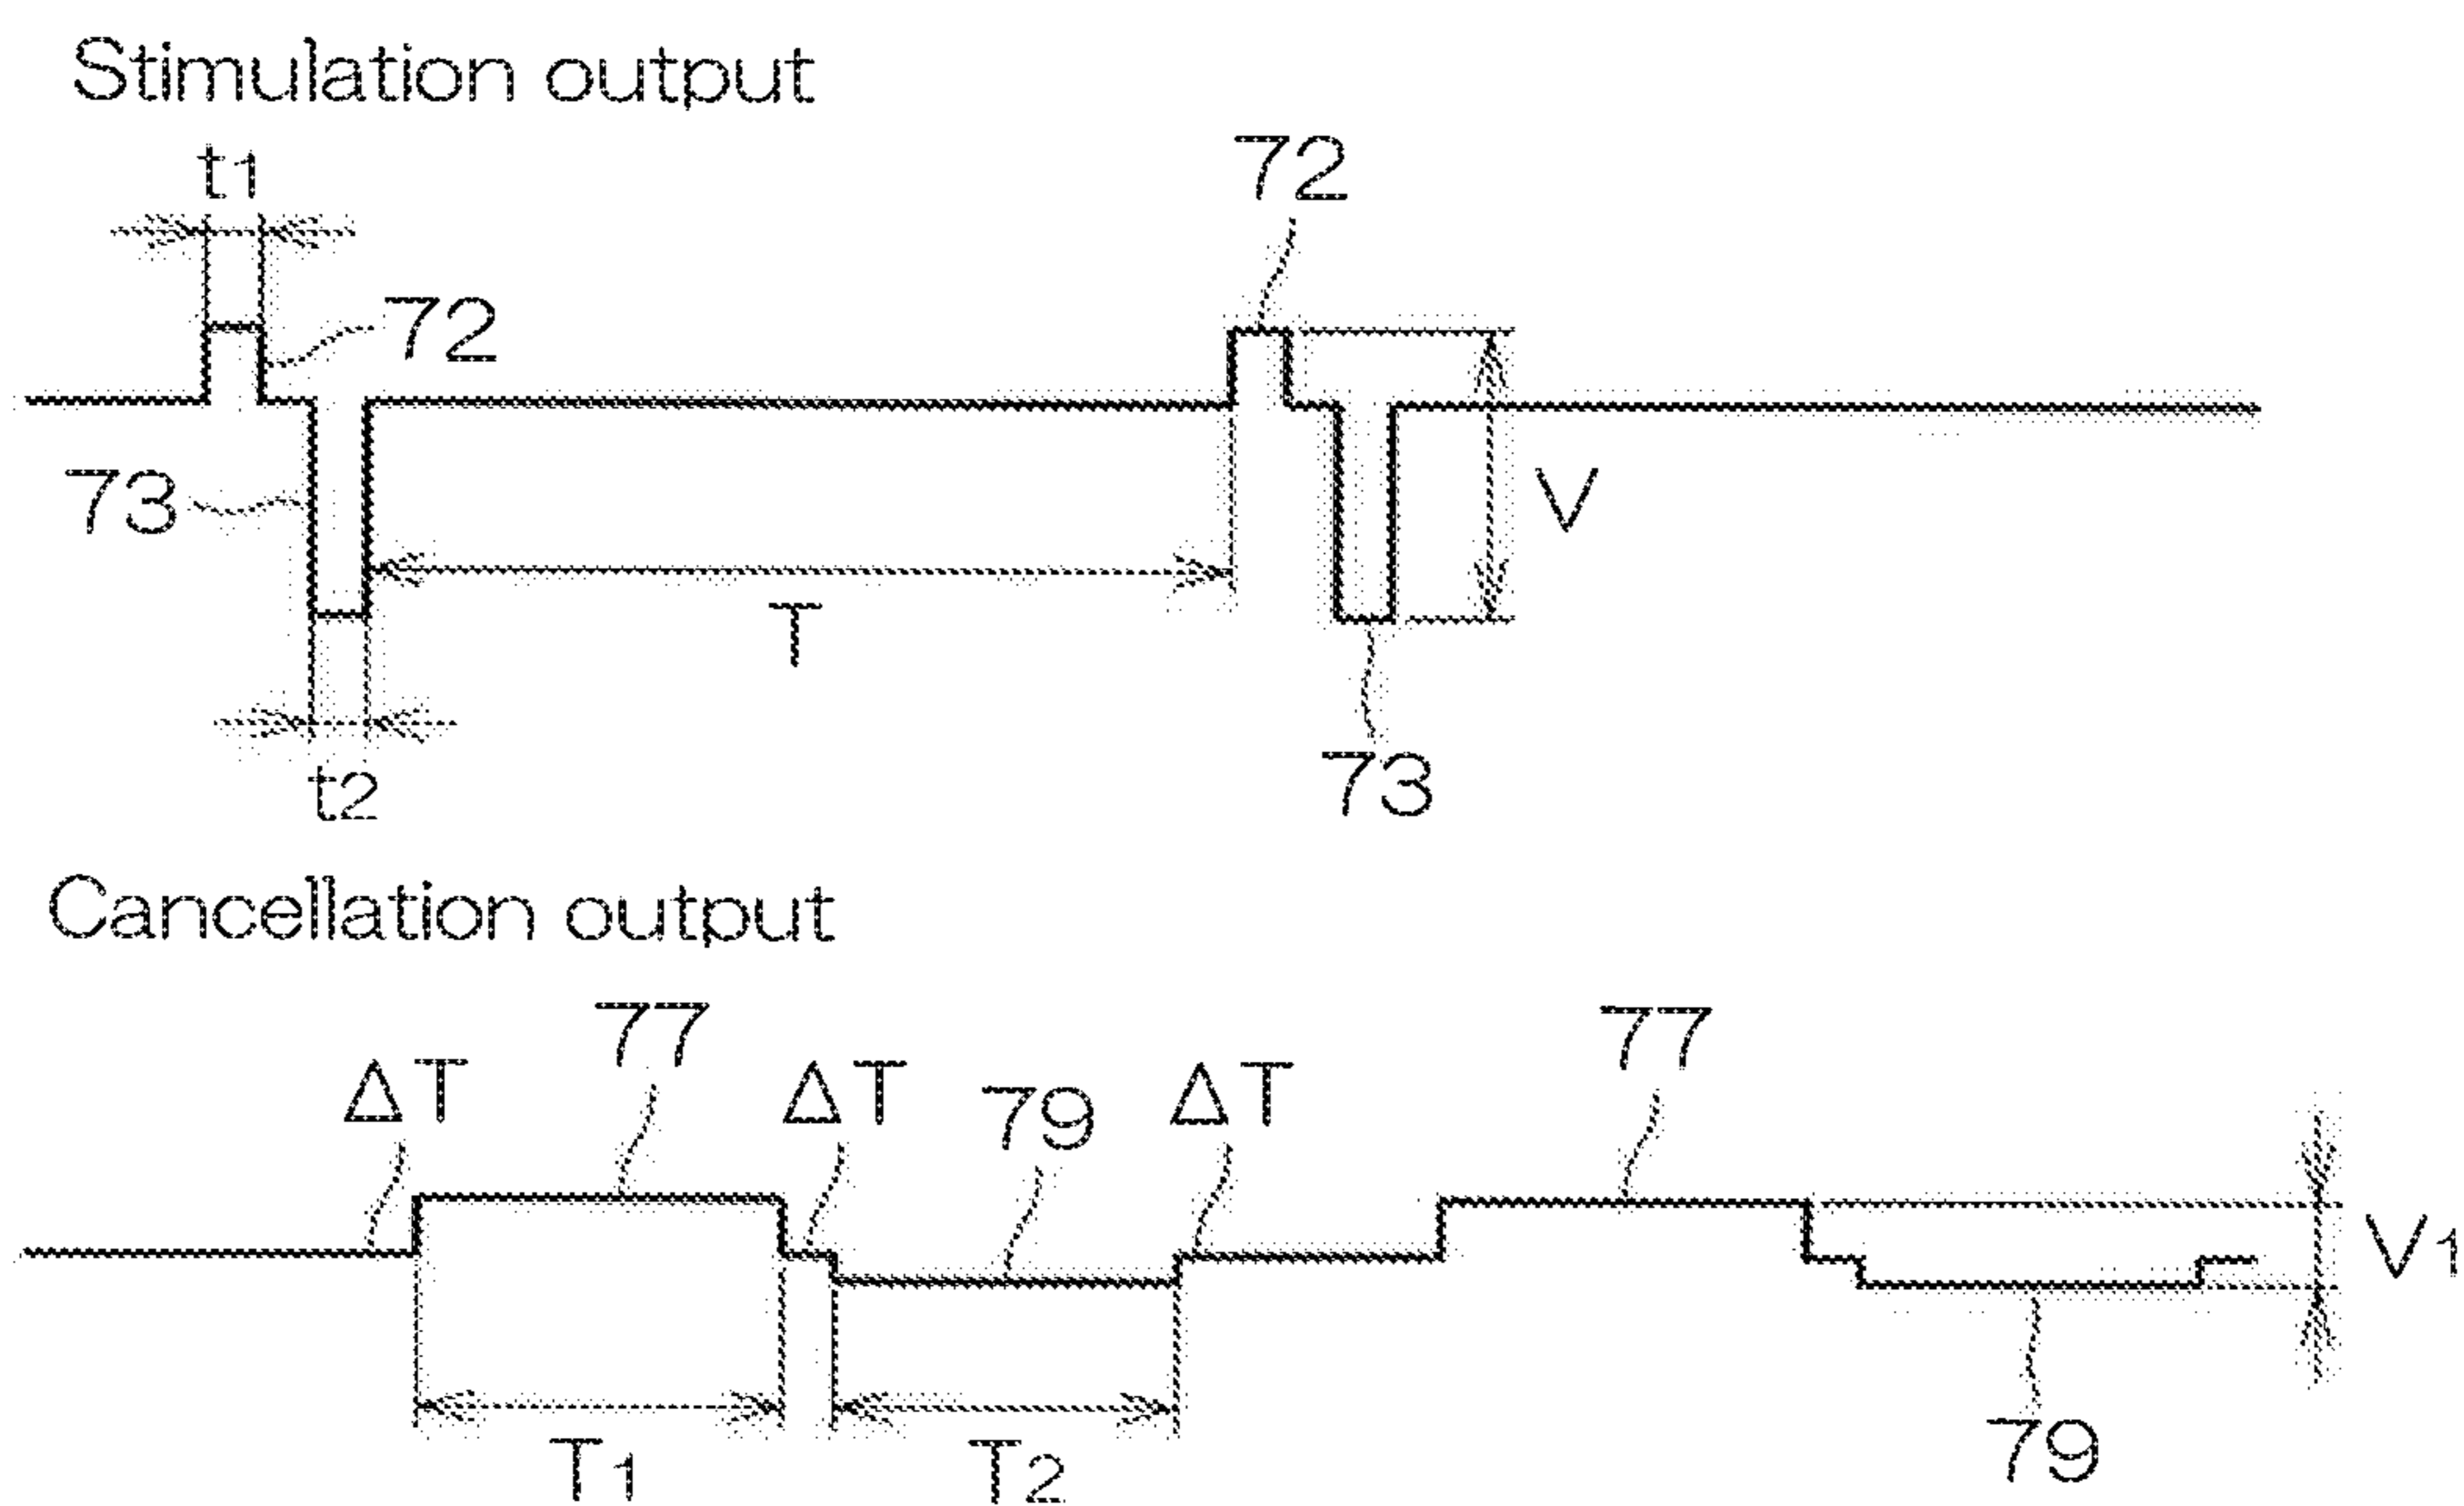 Stimulation output
t1
72
72
73
V
T
t2
73
Cancellation output
77
77
ΔT
ΔT
79
ΔT
V1
T1
T2
79